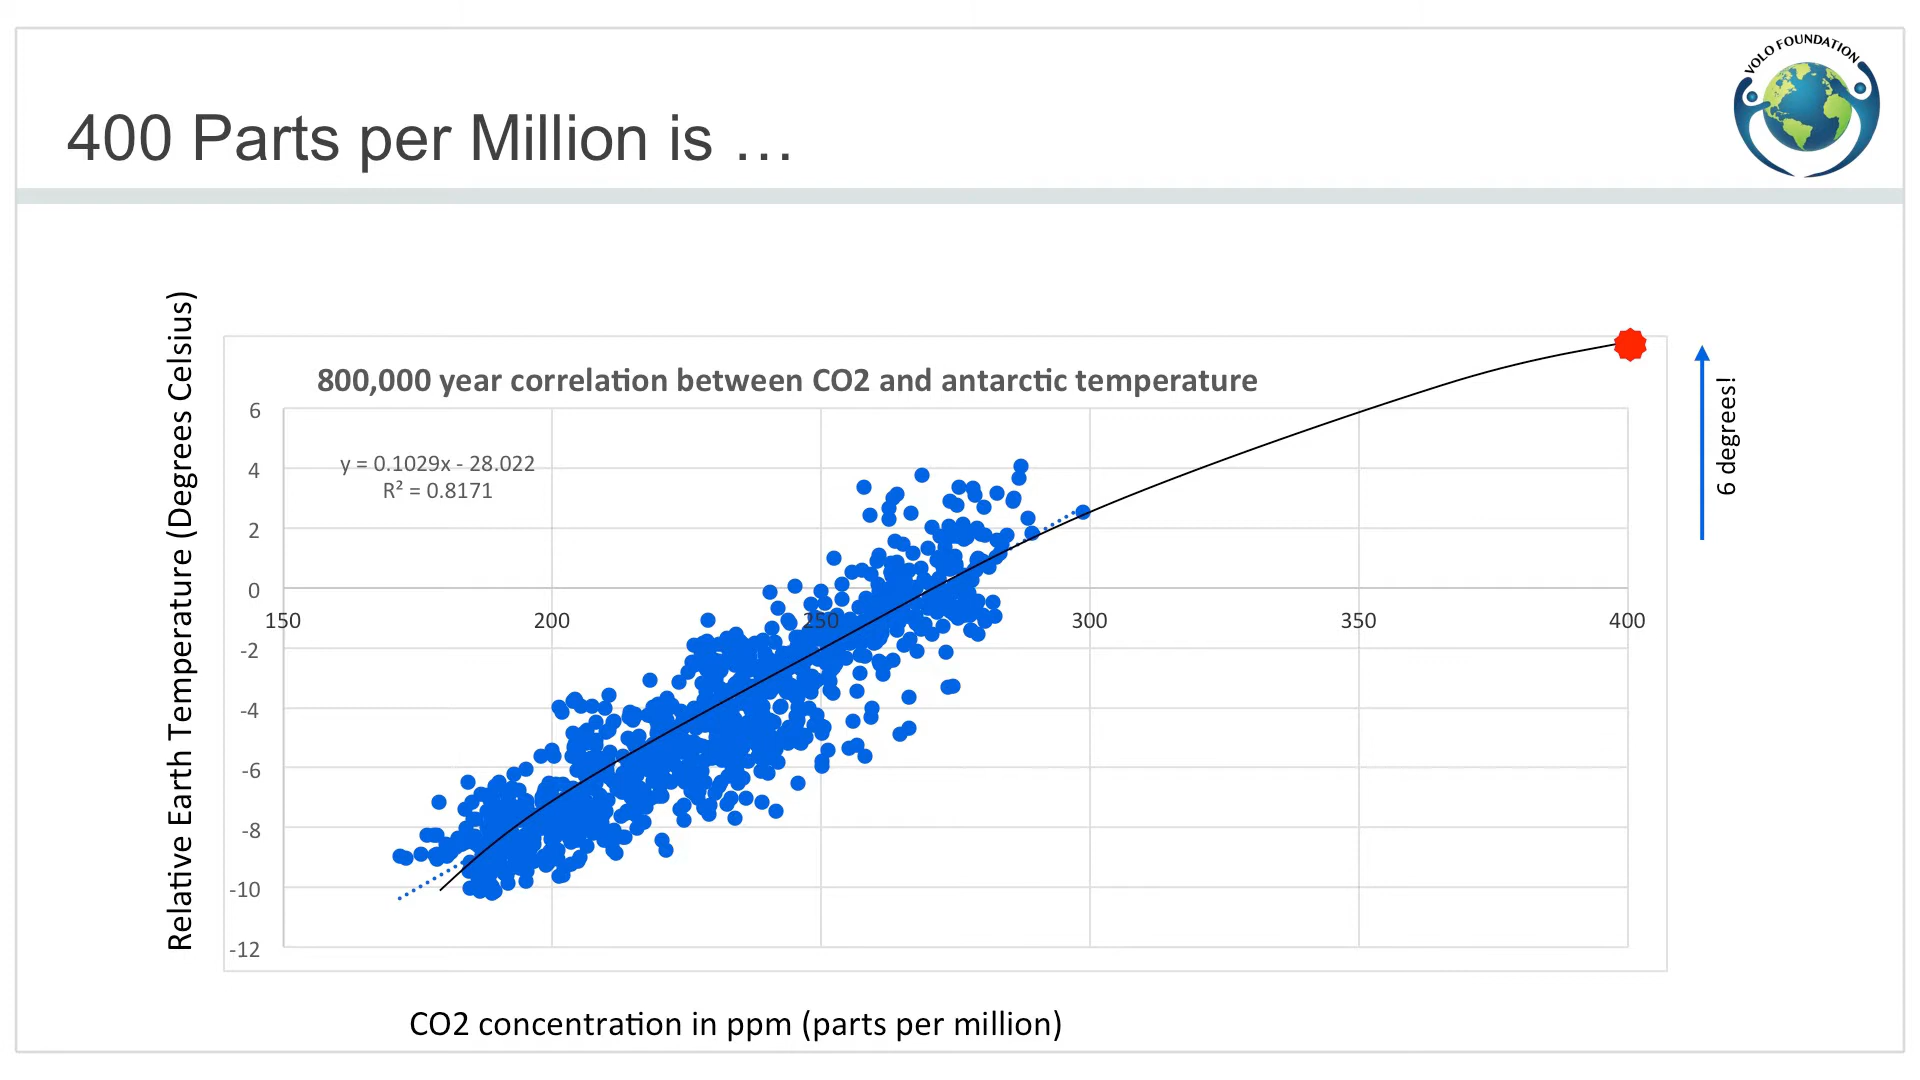 VOLO FOUNDATION
400 Parts per Million is …
800,000 year correlation between CO2 and antarctic temperature
y = 0.1029x - 28.022
R² = 0.8171
Relative Earth Temperature (Degrees Celsius)
6
4
2
0
-2
-4
-6
-8
-10
-12
150
200
250
300
350
400
6 degrees!
CO2 concentration in ppm (parts per million)